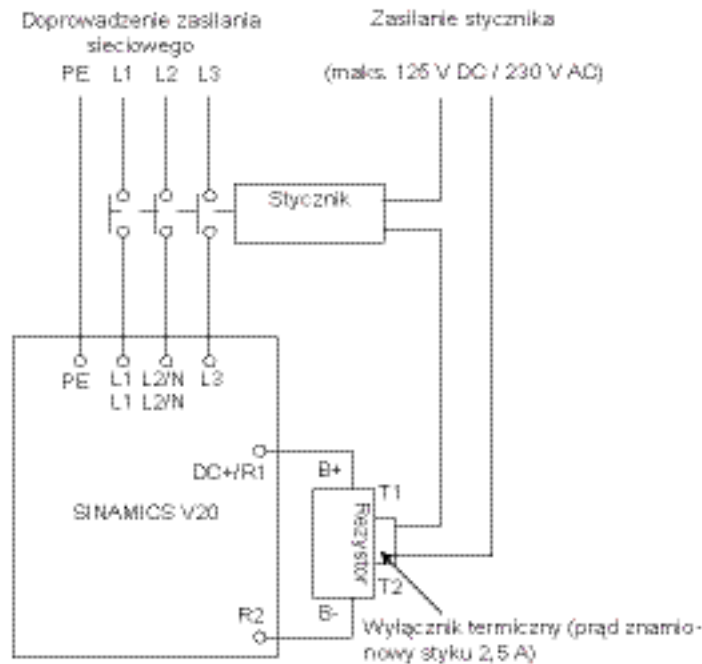 Doprowadzenie zasilania
sieciowego
Zasilanie stycznika
PE L1 L2 L3
(maks. 125 V DC / 230 V AC)
Stycznik
PE L1 L2/N L3
L1 L2/N
DC+/R1
B+
T1
SINAMICS V20
Rezystor
T2
R2
B-
Wyłącznik termiczny (prąd znamio-
nowy styku 2,5 A)